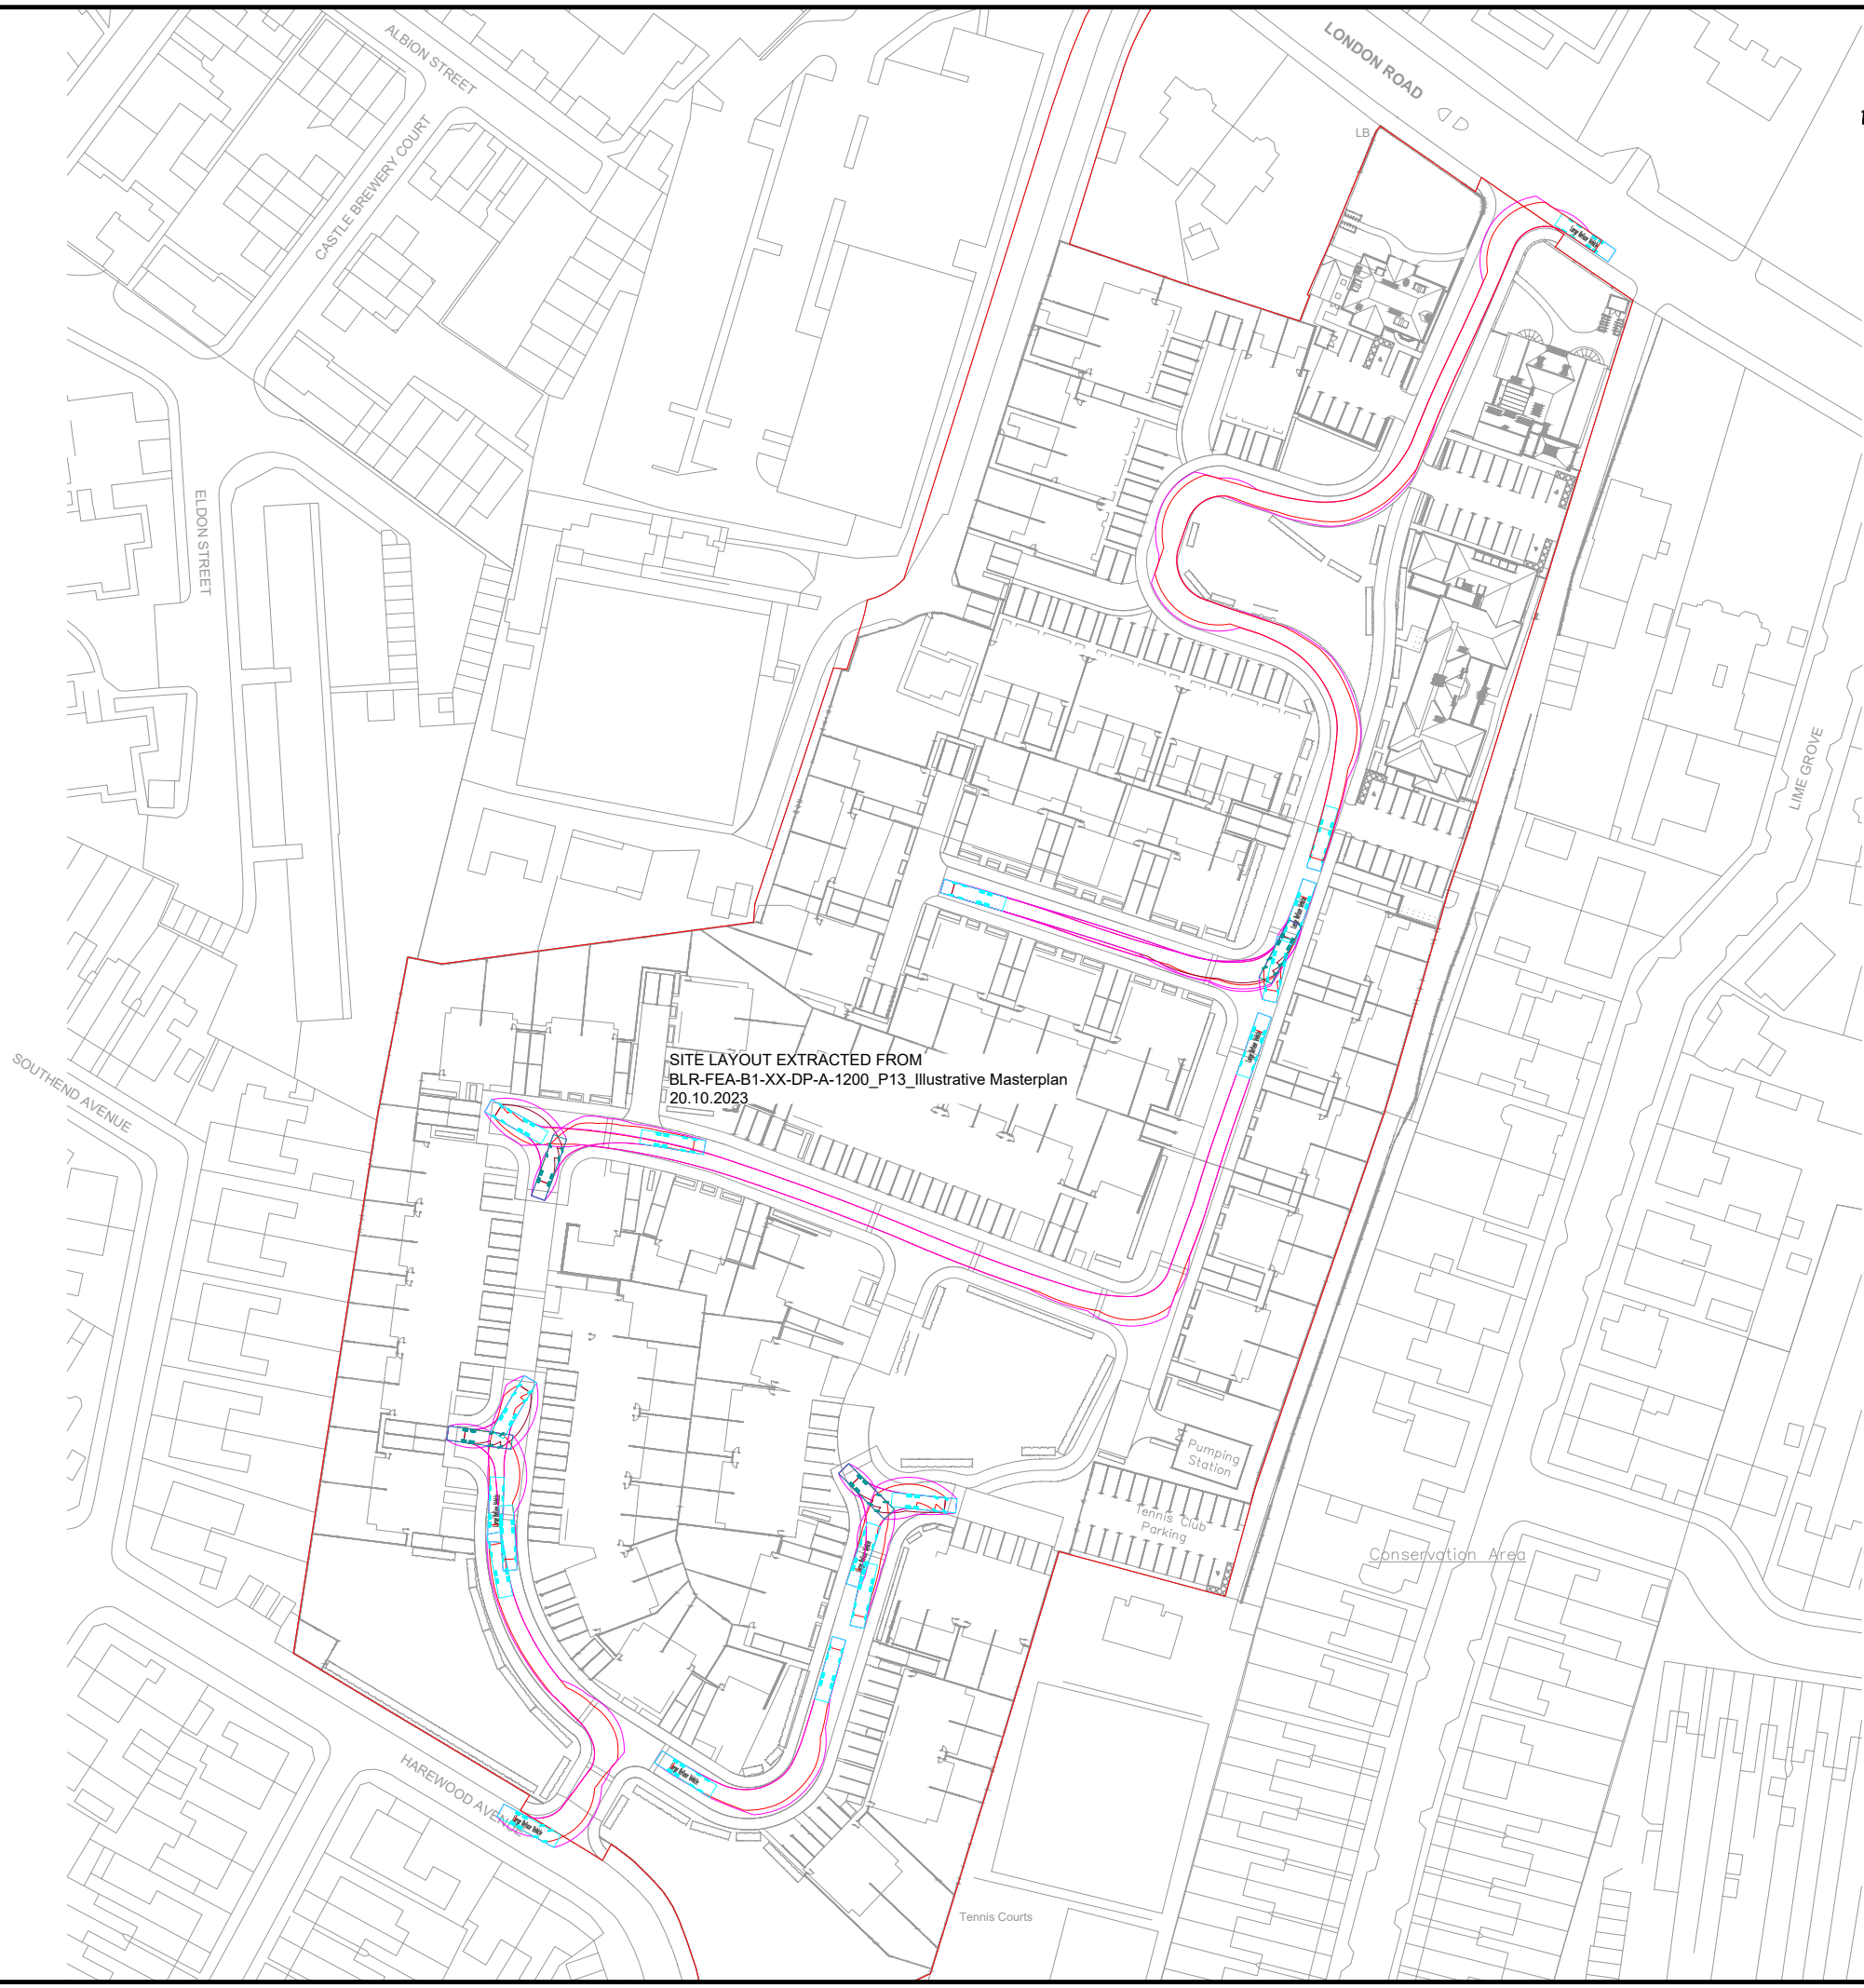 ALBION STREET
LONDON ROAD
LB
CASTLE BREWERY COURT
ELDON STREET
LIME GROVE
SITE LAYOUT EXTRACTED FROM
BLR-FEA-B1-XX-DP-A-1200_P13_Illustrative Masterplan
20.10.2023
SOUTHEND AVENUE
Pumping
Station
Tennis Club
Parking
Conservation Area
HAREWOOD AVENUE
Tennis Courts